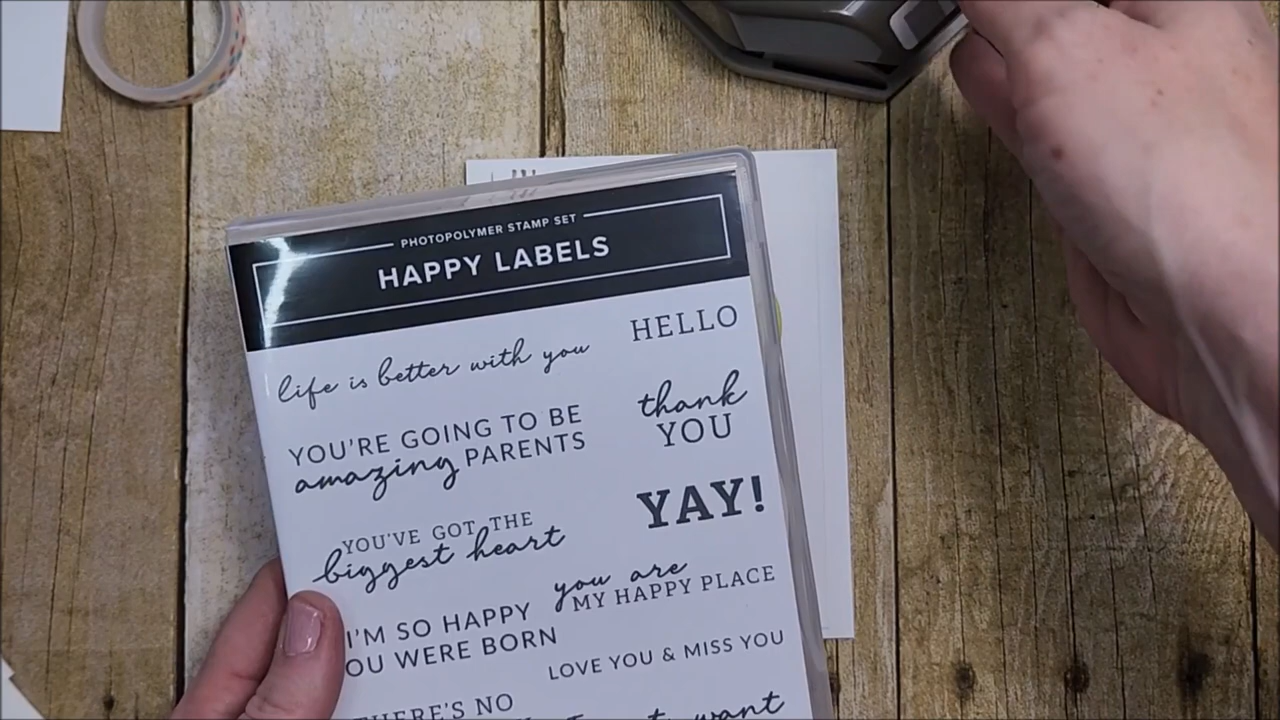 PHOTOPOLYMER STAMP SET
HAPPY LABELS
life is better with you
HELLO
YOU'RE GOING TO BE
amazing PARENTS
thank
YOU
YOU'VE GOT THE
biggest heart
YAY!
you are
MY HAPPY PLACE
I'M SO HAPPY
OU WERE BORN
LOVE YOU & MISS YOU
THERE'S NO
want